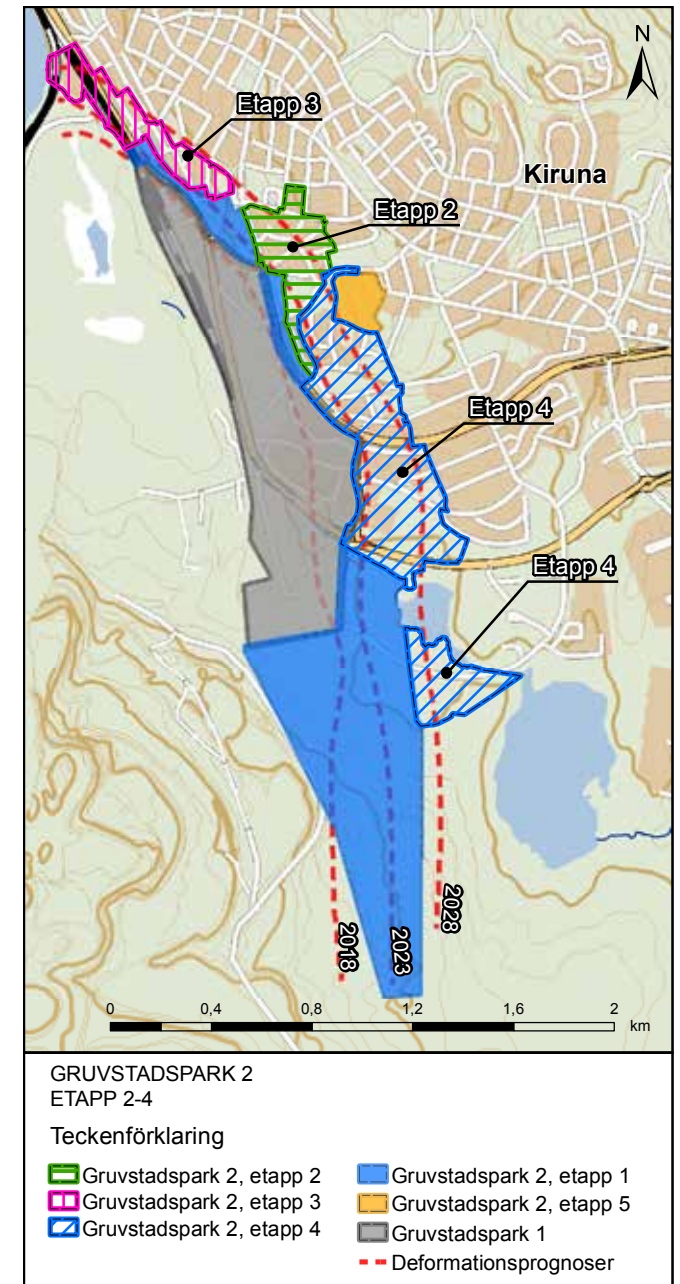 N
Etapp 3
Kiruna
Etapp 2
Etapp 4
Etapp 4
2018
2023
2028
0 0,4 0,8 1,2 1,6 2
km
GRUVSTADSPARK 2
ETAPP 2-4
Teckenförklaring
Gruvstadspark 2, etapp 2
Gruvstadspark 2, etapp 3
Gruvstadspark 2, etapp 4
Gruvstadspark 2, etapp 1
Gruvstadspark 2, etapp 5
Gruvstadspark 1
Deformationsprognoser